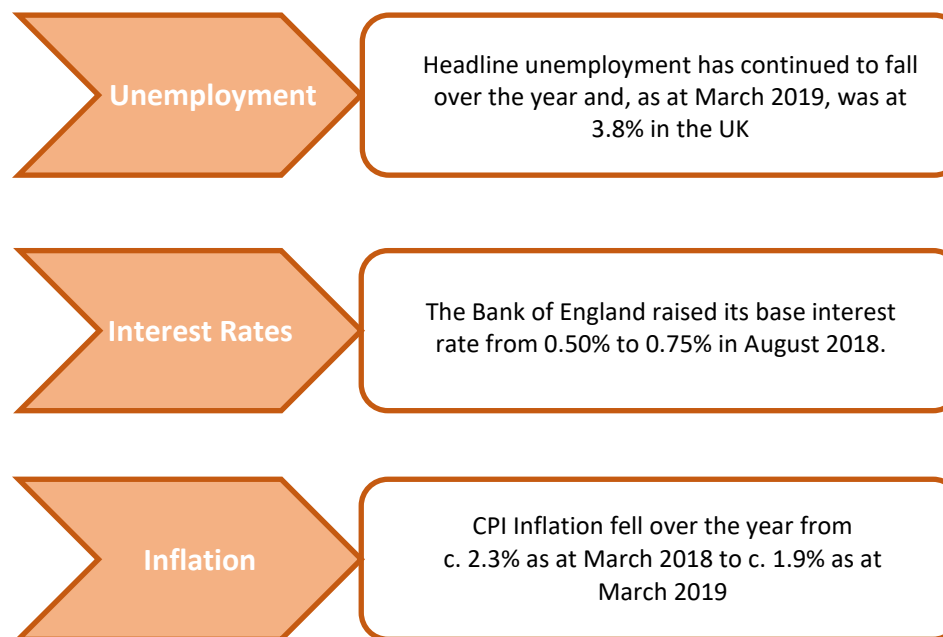 Unemployment
Headline unemployment has continued to fall
over the year and, as at March 2019, was at
3.8% in the UK
Interest Rates
The Bank of England raised its base interest
rate from 0.50% to 0.75% in August 2018.
Inflation
CPI Inflation fell over the year from
c. 2.3% as at March 2018 to c. 1.9% as at
March 2019